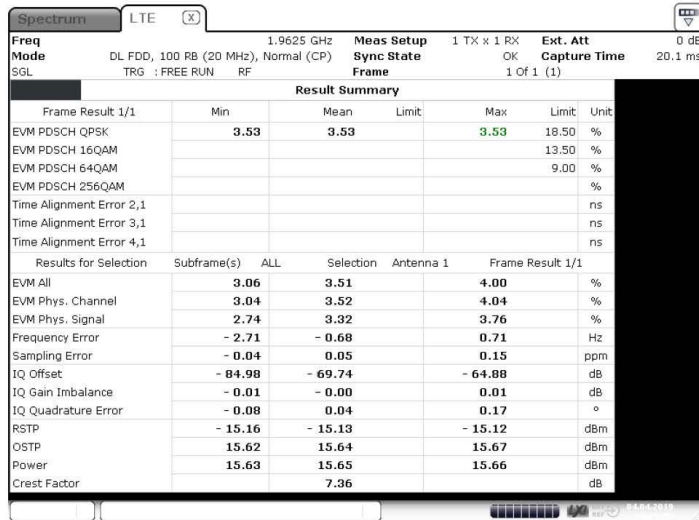 Spectrum LTE X
Freq 1.9625 GHz Meas Setup 1 TX x 1 RX Ext. Att 0 dB
Mode DL FDD, 100 RB (20 MHz), Normal (CP) Sync State OK Capture Time 20.1 ms
SGL TRG : FREE RUN RF Frame 1 Of 1 (1)
Result Summary
Frame Result 1/1 Min Mean Limit Max Limit Unit
EVM PDSCH QPSK 3.53 3.53 3.53 18.50 %
EVM PDSCH 16QAM 13.50 %
EVM PDSCH 64QAM 9.00 %
EVM PDSCH 256QAM %
Time Alignment Error 2,1 ns
Time Alignment Error 3,1 ns
Time Alignment Error 4,1 ns
Results for Selection Subframe(s) ALL Selection Antenna 1 Frame Result 1/1
EVM All 3.06 3.51 4.00 %
EVM Phys. Channel 3.04 3.52 4.04 %
EVM Phys. Signal 2.74 3.32 3.76 %
Frequency Error - 2.71 - 0.68 0.71 Hz
Sampling Error - 0.04 0.05 0.15 ppm
IQ Offset - 84.98 - 69.74 - 64.88 dB
IQ Gain Imbalance - 0.01 - 0.00 0.01 dB
IQ Quadrature Error - 0.08 0.04 0.17 °
RSTP - 15.16 - 15.13 - 15.12 dBm
OSTP 15.62 15.64 15.67 dBm
Power 15.63 15.65 15.66 dBm
Crest Factor 7.36 dB
04.04.2019